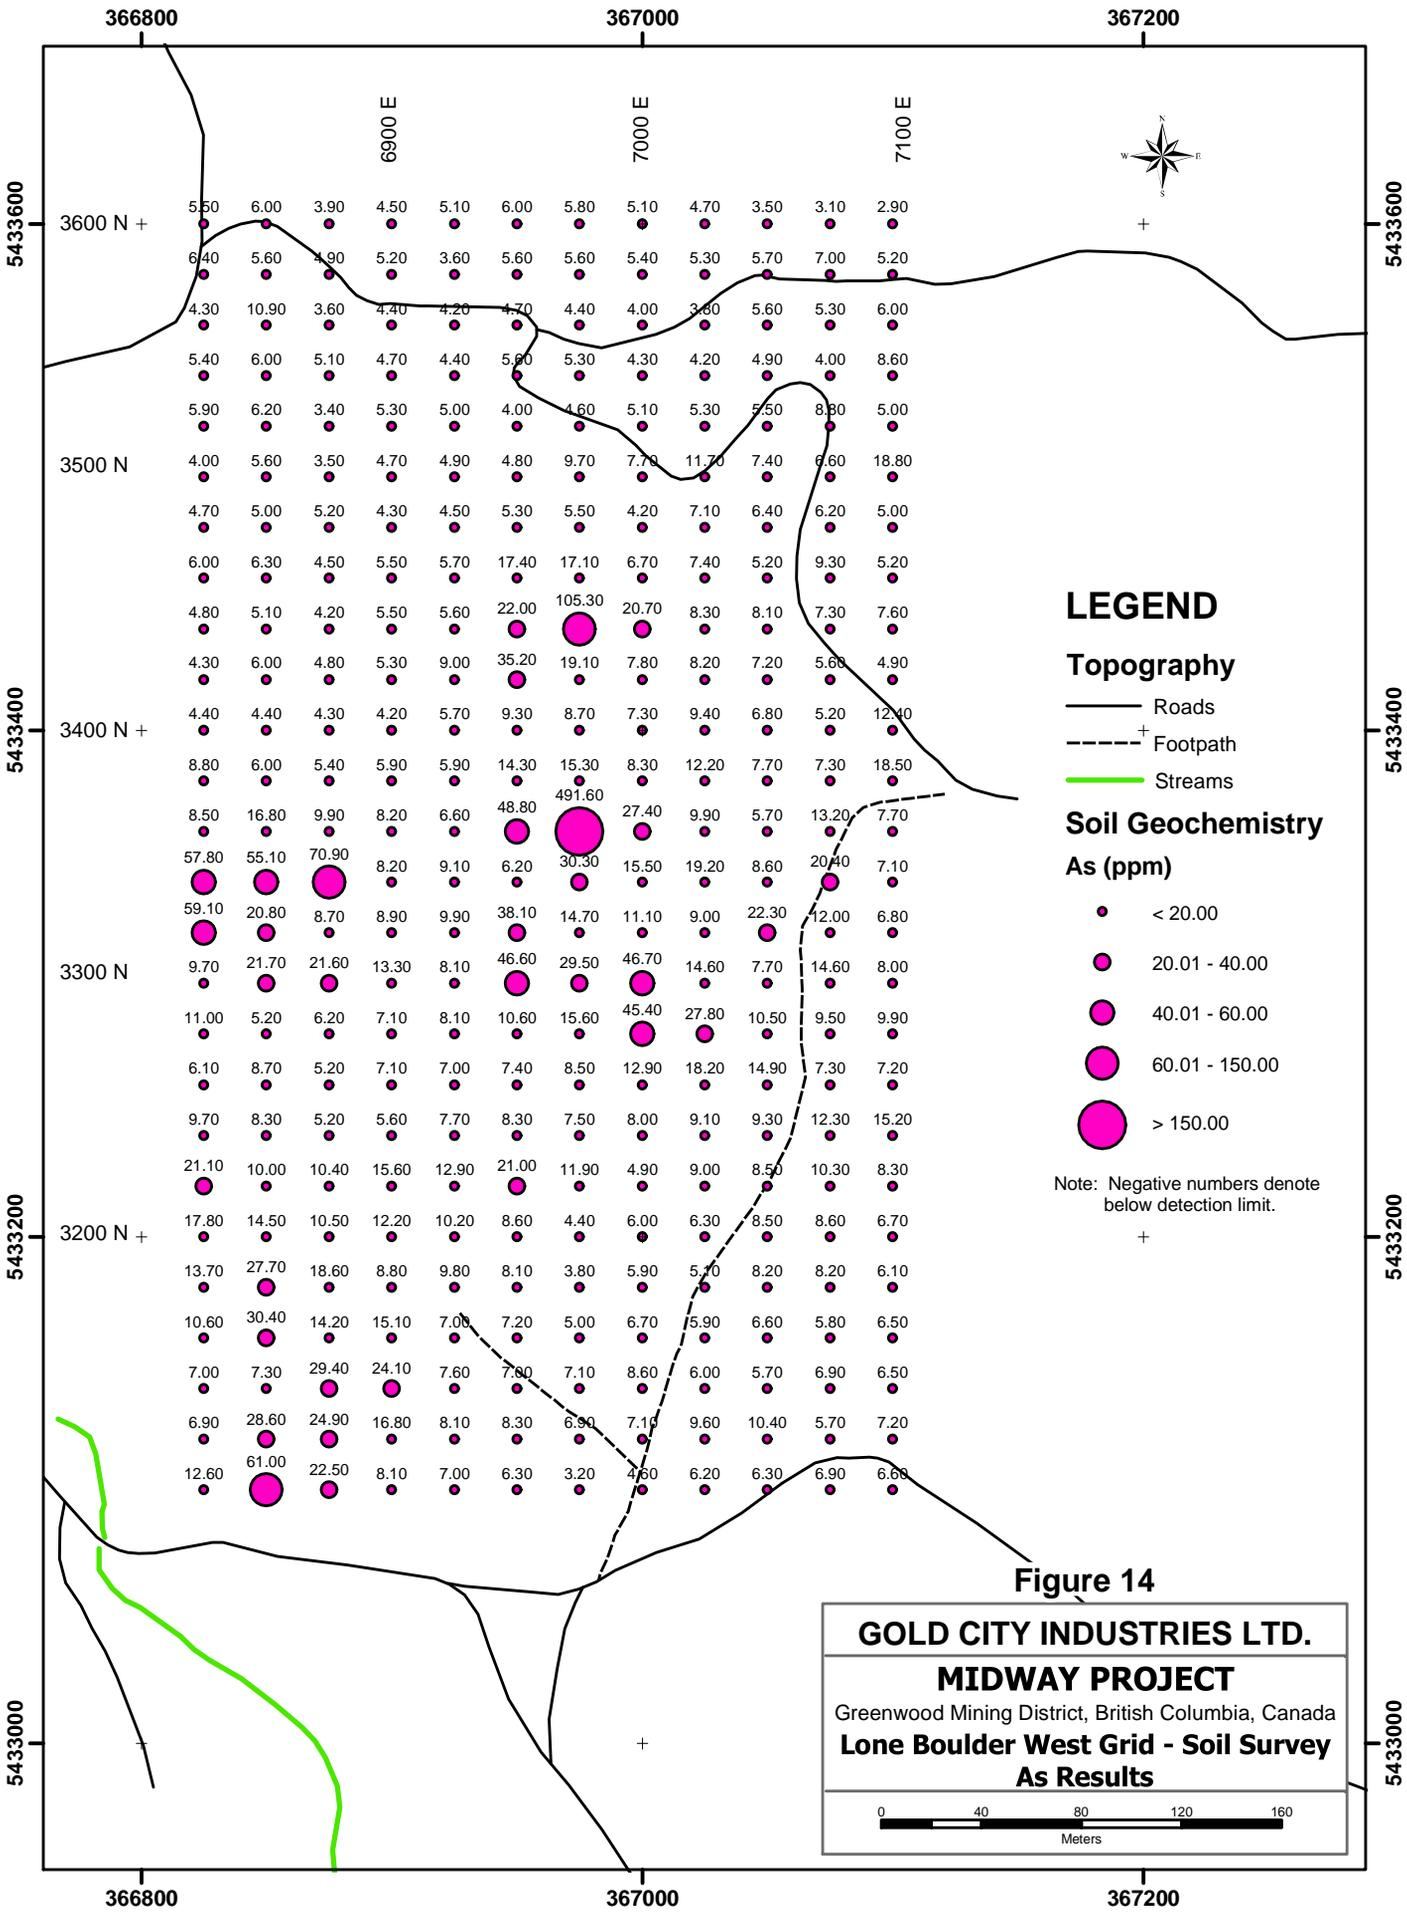 366800 367000 367200
6900 E 7000 E 7100 E
N
W E
S
5433600 5433600
3600 N
5.50 6.00 3.90 4.50 5.10 6.00 5.80 5.10 4.70 3.50 3.10 2.90
6.40 5.60 4.90 5.20 3.60 5.60 5.60 5.40 5.30 5.70 7.00 5.20
4.30 10.90 3.60 4.40 4.20 4.70 4.40 4.00 3.80 5.60 5.30 6.00
5.40 6.00 5.10 4.70 4.40 5.60 5.30 4.30 4.20 4.90 4.00 8.60
5.90 6.20 3.40 5.30 5.00 4.00 4.60 5.10 5.30 5.50 8.80 5.00
3500 N
4.00 5.60 3.50 4.70 4.90 4.80 9.70 7.70 11.70 7.40 6.60 18.80
4.70 5.00 5.20 4.30 4.50 5.30 5.50 4.20 7.10 6.40 6.20 5.00
6.00 6.30 4.50 5.50 5.70 17.40 17.10 6.70 7.40 5.20 9.30 5.20
4.80 5.10 4.20 5.50 5.60 22.00 105.30 20.70 8.30 8.10 7.30 7.60
4.30 6.00 4.80 5.30 9.00 35.20 19.10 7.80 8.20 7.20 5.60 4.90
5433400 5433400
3400 N
4.40 4.40 4.30 4.20 5.70 9.30 8.70 7.30 9.40 6.80 5.20 12.40
8.80 6.00 5.40 5.90 5.90 14.30 15.30 8.30 12.20 7.70 7.30 18.50
8.50 16.80 9.90 8.20 6.60 48.80 491.60 27.40 9.90 5.70 13.20 7.70
57.80 55.10 70.90 8.20 9.10 6.20 30.30 15.50 19.20 8.60 20.40 7.10
59.10 20.80 8.70 8.90 9.90 38.10 14.70 11.10 9.00 22.30 12.00 6.80
3300 N
9.70 21.70 21.60 13.30 8.10 46.60 29.50 46.70 14.60 7.70 14.60 8.00
11.00 5.20 6.20 7.10 8.10 10.60 15.60 45.40 27.80 10.50 9.50 9.90
6.10 8.70 5.20 7.10 7.00 7.40 8.50 12.90 18.20 14.90 7.30 7.20
9.70 8.30 5.20 5.60 7.70 8.30 7.50 8.00 9.10 9.30 12.30 15.20
21.10 10.00 10.40 15.60 12.90 21.00 11.90 4.90 9.00 8.50 10.30 8.30
5433200 5433200
3200 N
17.80 14.50 10.50 12.20 10.20 8.60 4.40 6.00 6.30 8.50 8.60 6.70
13.70 27.70 18.60 8.80 9.80 8.10 3.80 5.90 5.10 8.20 8.20 6.10
10.60 30.40 14.20 15.10 7.00 7.20 5.00 6.70 5.90 6.60 5.80 6.50
7.00 7.30 29.40 24.10 7.60 7.00 7.10 8.60 6.00 5.70 6.90 6.50
6.90 28.60 24.90 16.80 8.10 8.30 6.90 7.10 9.60 10.40 5.70 7.20
12.60 61.00 22.50 8.10 7.00 6.30 3.20 4.60 6.20 6.30 6.90 6.60
LEGEND
Topography
Roads
Footpath
Streams
Soil Geochemistry
As (ppm)
< 20.00
20.01 - 40.00
40.01 - 60.00
60.01 - 150.00
> 150.00
Note: Negative numbers denote
below detection limit.
Figure 14
GOLD CITY INDUSTRIES LTD.
MIDWAY PROJECT
Greenwood Mining District, British Columbia, Canada
Lone Boulder West Grid - Soil Survey
As Results
0 40 80 120 160
Meters
5433000 5433000
366800 367000 367200